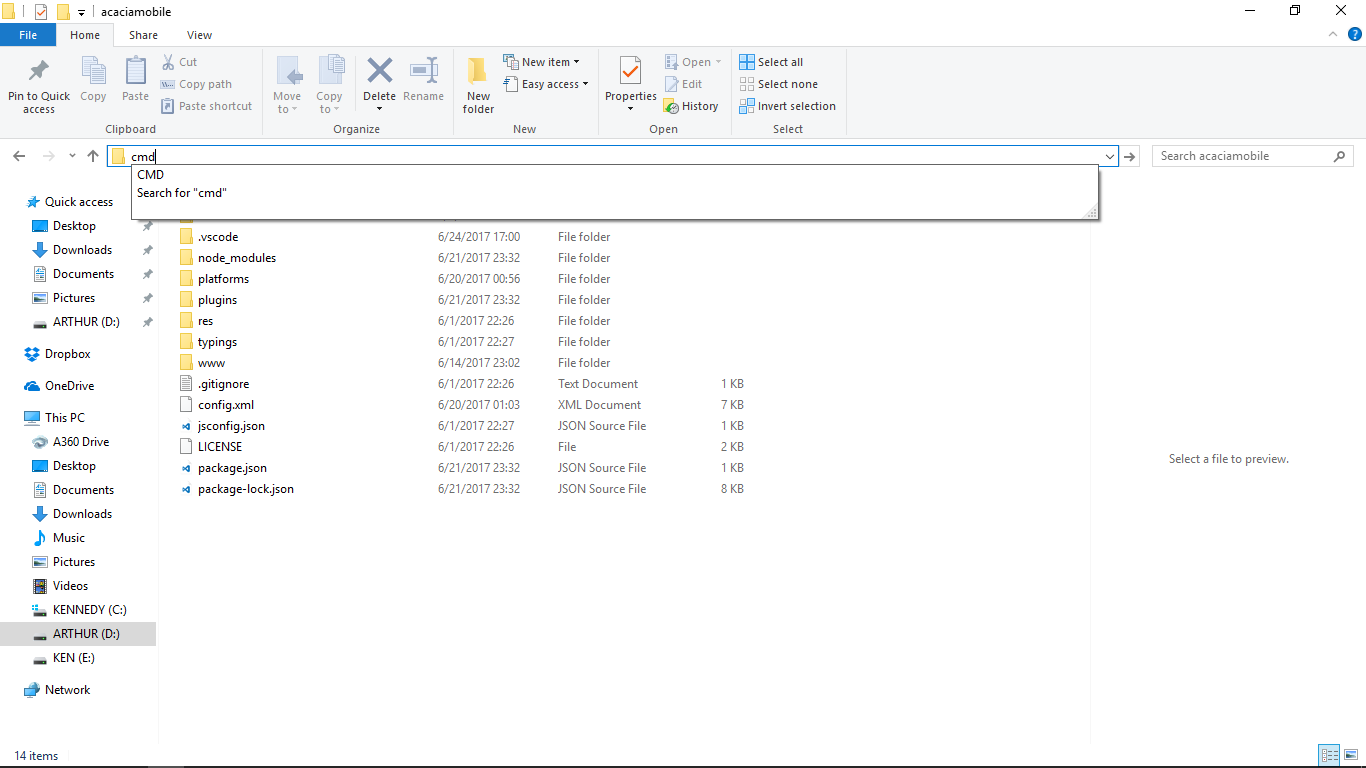 acaciamobile
File Home Share View
Pin to Quick access
Copy
Paste
Cut
Copy path
Paste shortcut
Clipboard
Move to
Copy to
Delete
Rename
Organize
New folder
New item
Easy access
New
Properties
Open
Edit
History
Open
Select all
Select none
Invert selection
Select
cmd
Search acaciamobile
CMD
Search for "cmd"
Quick access
Desktop
Downloads
Documents
Pictures
ARTHUR (D:)
Dropbox
OneDrive
This PC
A360 Drive
Desktop
Documents
Downloads
Music
Pictures
Videos
KENNEDY (C:)
ARTHUR (D:)
KEN (E:)
Network
.vscode 6/24/2017 17:00 File folder
node_modules 6/21/2017 23:32 File folder
platforms 6/20/2017 00:56 File folder
plugins 6/21/2017 23:32 File folder
res 6/1/2017 22:26 File folder
typings 6/1/2017 22:27 File folder
www 6/14/2017 23:02 File folder
.gitignore 6/1/2017 22:26 Text Document 1 KB
config.xml 6/20/2017 01:03 XML Document 7 KB
jsconfig.json 6/1/2017 22:27 JSON Source File 1 KB
LICENSE 6/1/2017 22:26 File 2 KB
package.json 6/21/2017 23:32 JSON Source File 1 KB
package-lock.json 6/21/2017 23:32 JSON Source File 8 KB
Select a file to preview.
14 items